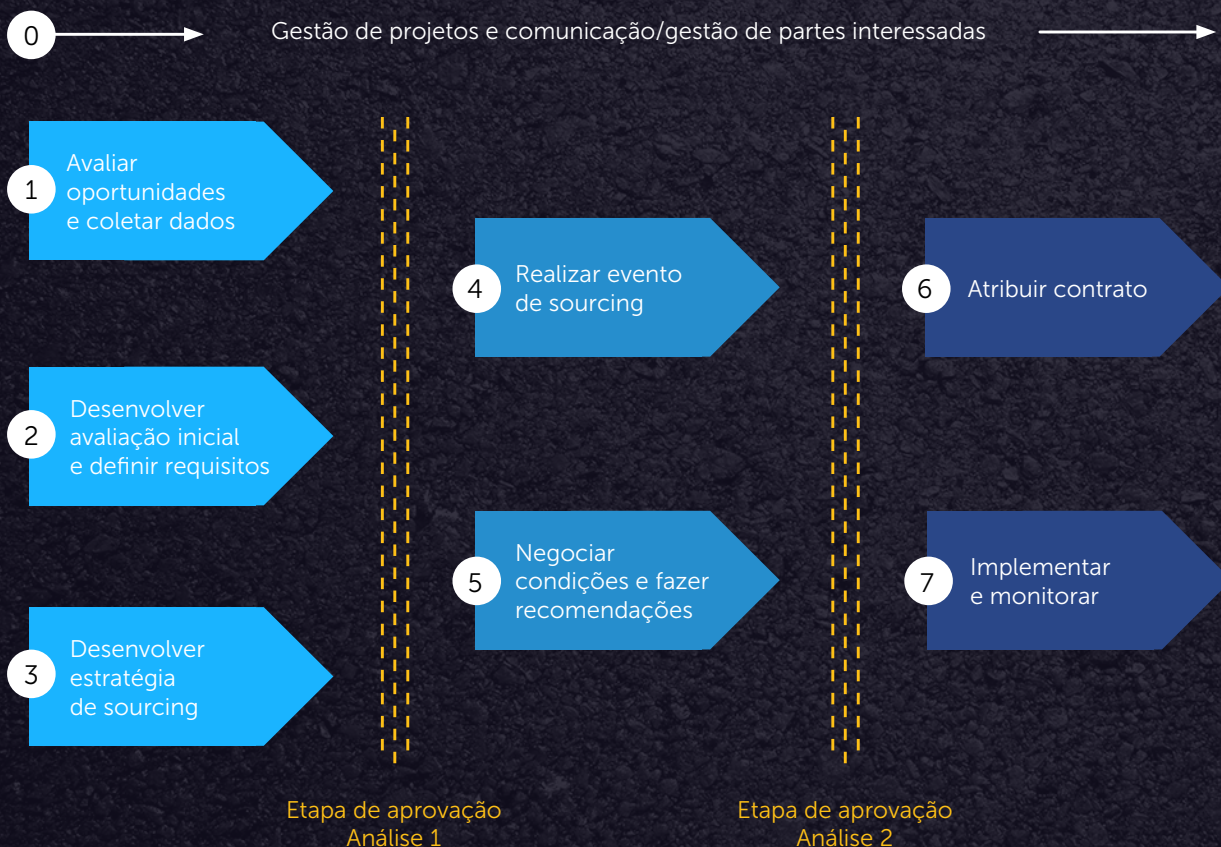 0
Gestão de projetos e comunicação/gestão de partes interessadas
1
Avaliar
oportunidades
e coletar dados
2
Desenvolver
avaliação inicial
e definir requisitos
3
Desenvolver
estratégia
de sourcing
Etapa de aprovação
Análise 1
4
Realizar evento
de sourcing
5
Negociar
condições e fazer
recomendações
Etapa de aprovação
Análise 2
6
Atribuir contrato
7
Implementar
e monitorar